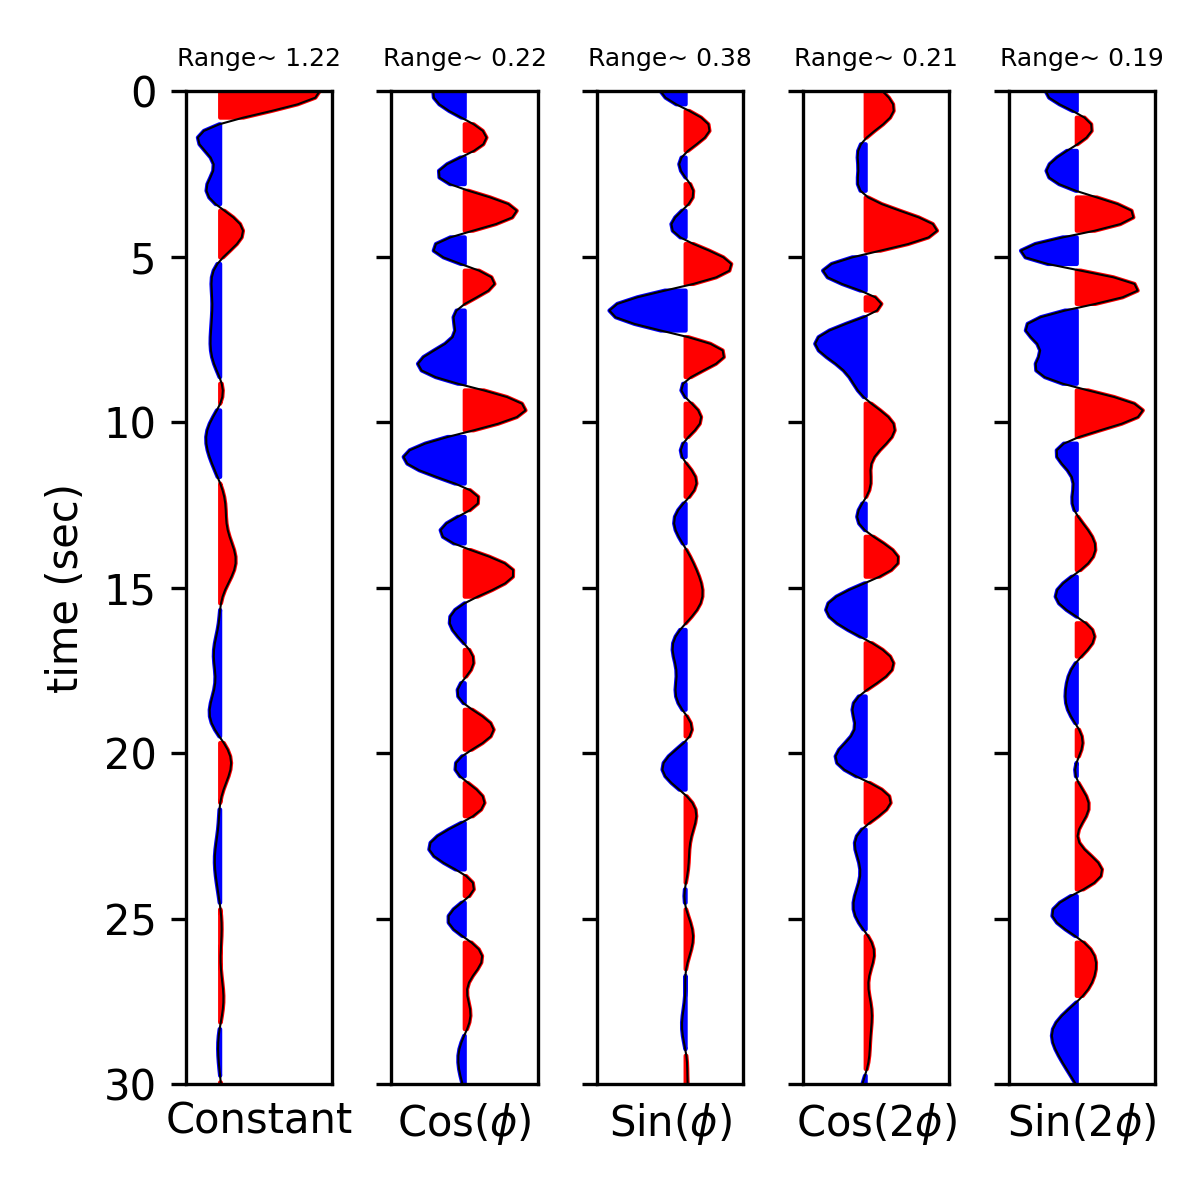 Range~ 1.22
Range~ 0.22
Range~ 0.38
Range~ 0.21
Range~ 0.19
0
5
10
15
20
25
30
time (sec)
Constant
Cos(ϕ)
Sin(ϕ)
Cos(2ϕ)
Sin(2ϕ)